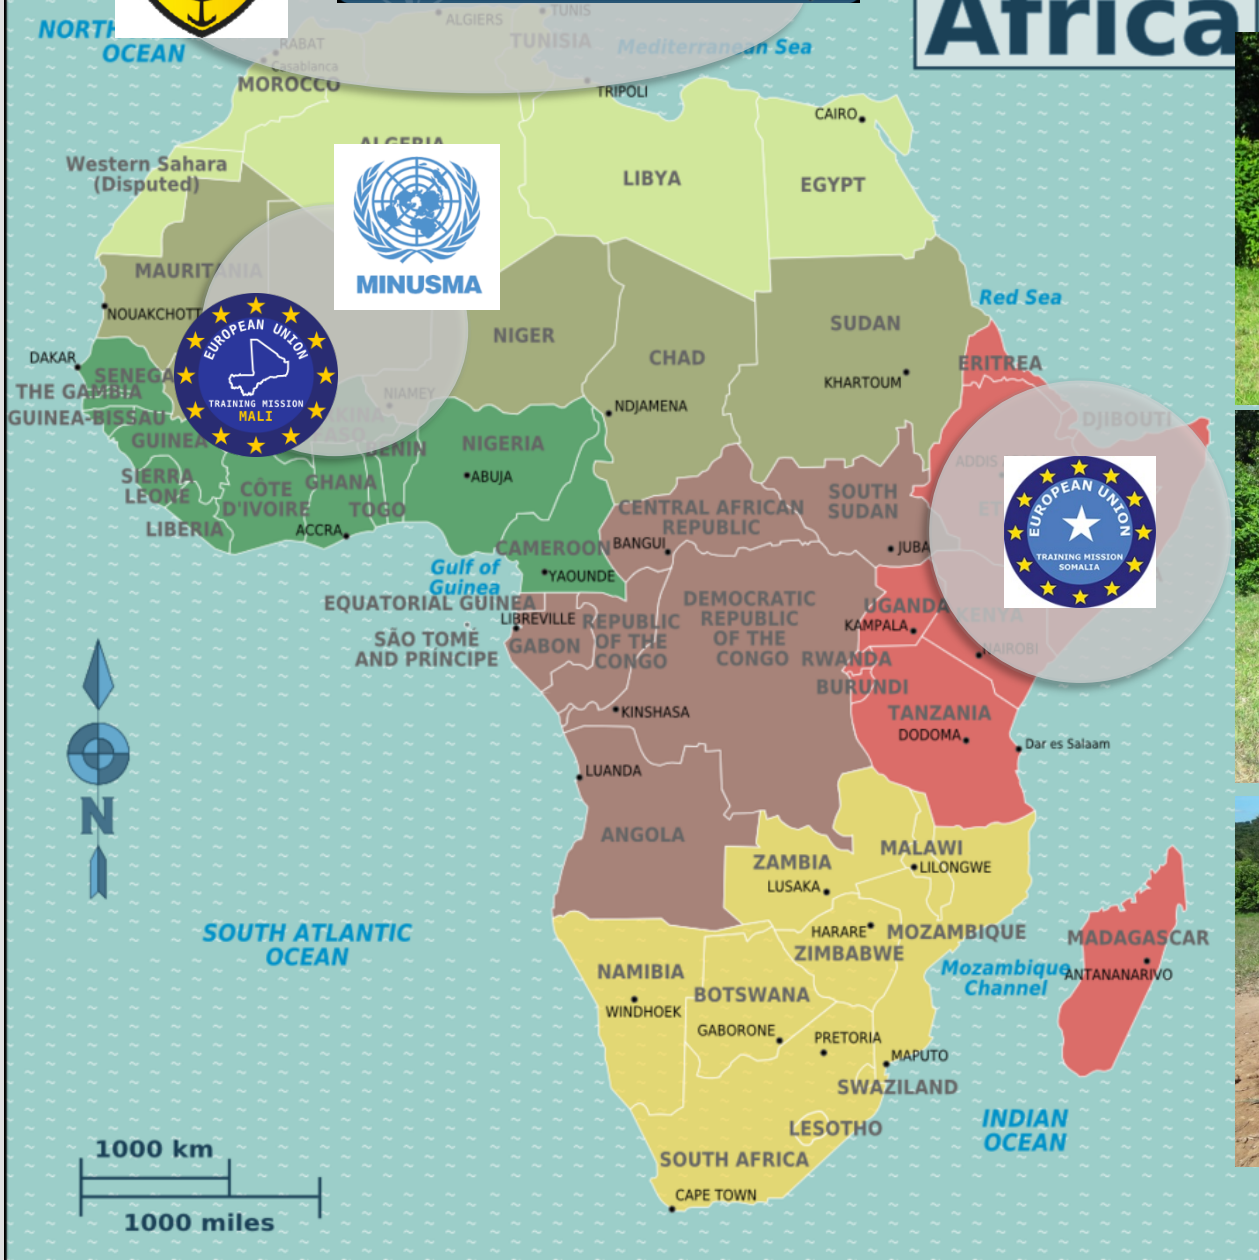 Africa
ALGIERS
TUNIS
NORTH
OCEAN
RABAT
Casablanca
TUNISIA
Mediterranean Sea
MOROCCO
TRIPOLI
CAIRO
ALGERIA
Western Sahara
(Disputed)
LIBYA
EGYPT
MINUSMA
MAURITANIA
NOUAKCHOTT
Red Sea
EUROPEAN UNION
TRAINING MISSION
MALI
NIGER
CHAD
SUDAN
KHARTOUM
ERITREA
DAKAR
SENEGA
THE GAMBIA
GUINEA-BISSAU
GUINEA
NIAMEY
NDJAMENA
DJIBOUTI
BENIN
NIGERIA
ABUJA
ADDIS
SIERRA
LEONE
CÔTE
D'IVOIRE
GHANA
TOGO
LIBERIA
ACCRA
CENTRAL AFRICAN
REPUBLIC
BANGUI
SOUTH
SUDAN
JUBA
EUROPEAN UNION
TRAINING MISSION
SOMALIA
CAMEROON
YAOUNDE
Gulf of
Guinea
EQUATORIAL GUINEA
LIBREVILLE
SÃO TOMÉ
AND PRÍNCIPE
GABON
REPUBLIC
OF THE
CONGO
DEMOCRATIC
REPUBLIC
OF THE
CONGO
UGANDA
KAMPALA
KENYA
NAIROBI
RWANDA
BURUNDI
TANZANIA
DODOMA
Dar es Salaam
KINSHASA
LUANDA
ANGOLA
N
ZAMBIA
LUSAKA
MALAWI
LILONGWE
HARARE
ZIMBABWE
MOZAMBIQUE
Mozambique
Channel
MADAGASCAR
ANTANANARIVO
SOUTH ATLANTIC
OCEAN
NAMIBIA
WINDHOEK
BOTSWANA
GABORONE
PRETORIA
MAPUTO
SWAZILAND
LESOTHO
INDIAN
OCEAN
SOUTH AFRICA
CAPE TOWN
1000 km
1000 miles